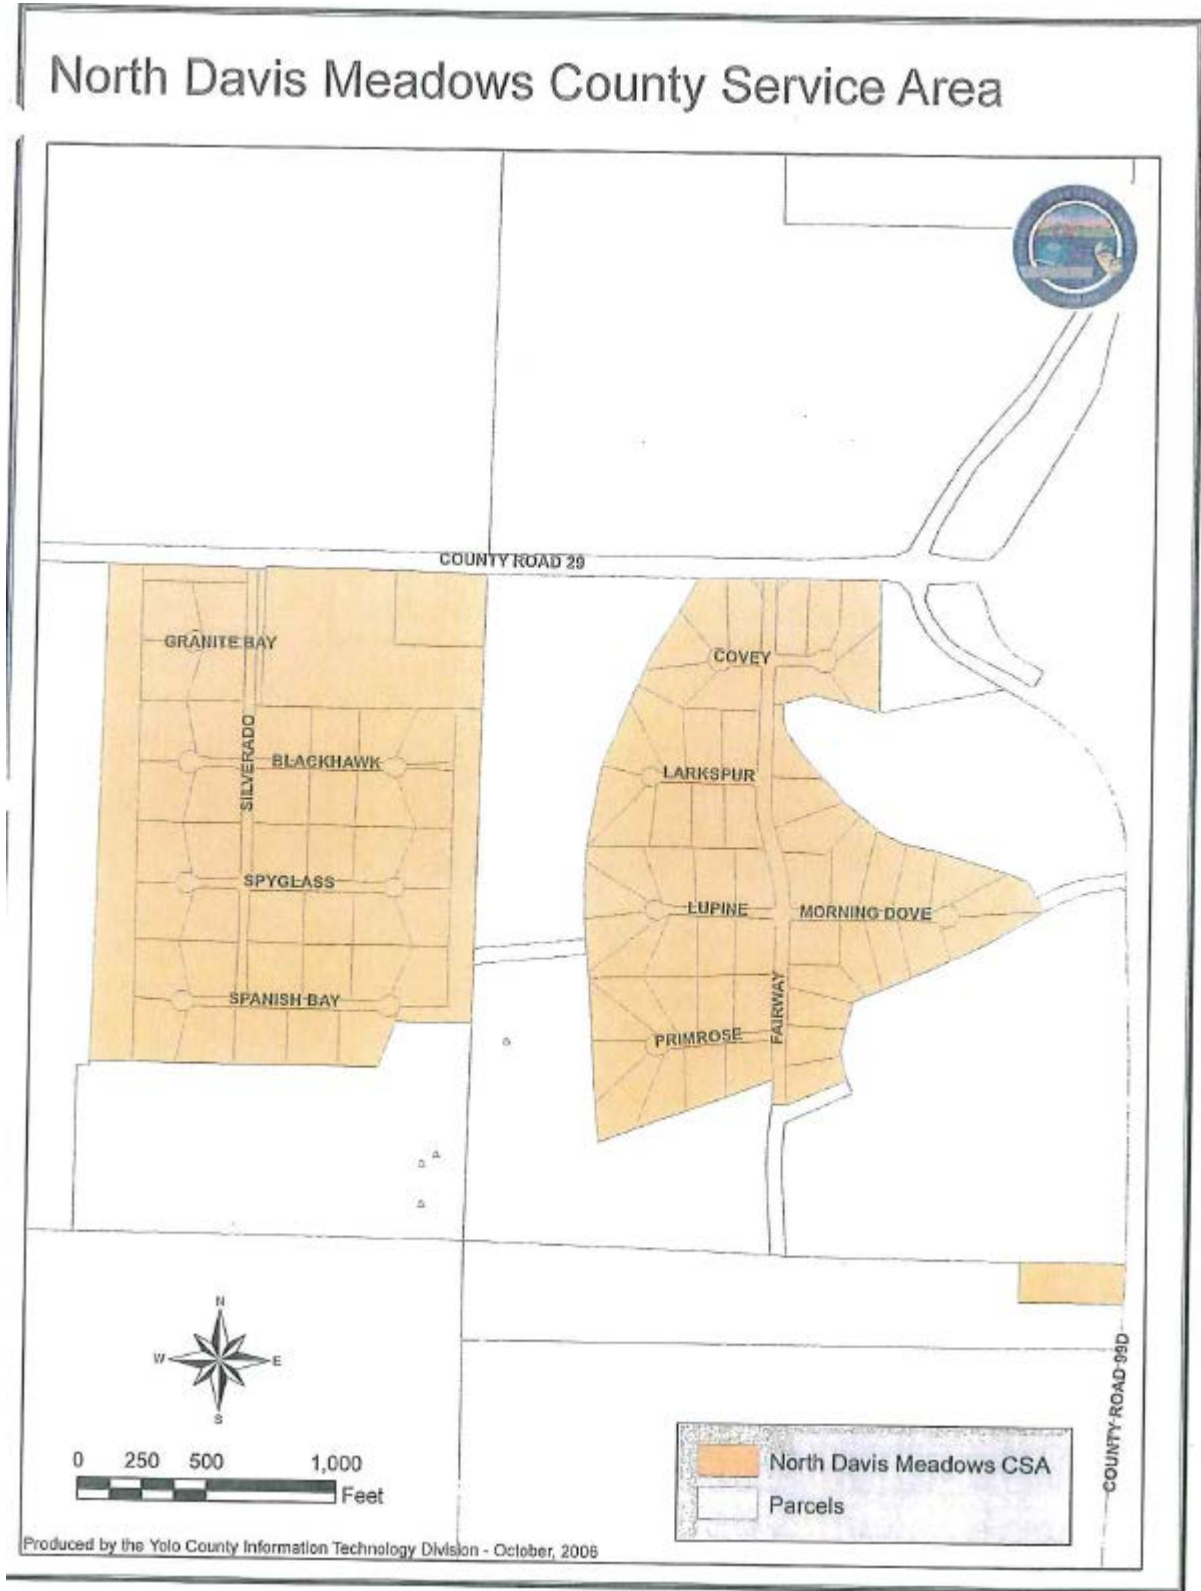 North Davis Meadows County Service Area
COUNTY ROAD 29
GRANITE BAY
COVEY
SILVERADO
BLACKHAWK
LARKSPUR
SPYGLASS
LUPINE
MORNING DOVE
FAIRWAY
SPANISH BAY
PRIMROSE
N
W
E
S
COUNTY ROAD 99D
0 250 500 1,000
Feet
North Davis Meadows CSA
Parcels
Produced by the Yolo County Information Technology Division - October, 2006